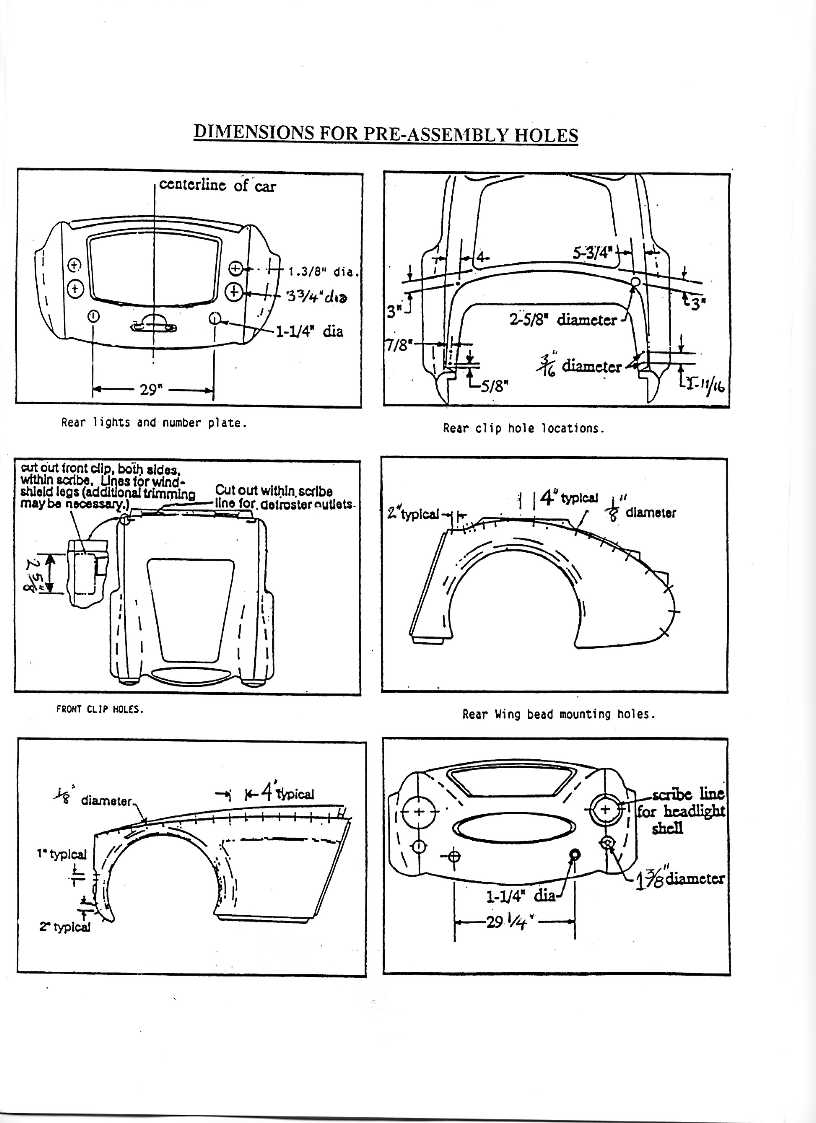 DIMENSIONS FOR PRE-ASSEMBLY HOLES
centerline of car
1.3/8" dia.
3 3/4" dia
1-1/4" dia
29"
Rear lights and number plate.
4
5-3/4"
3"
3"
2-5/8" diameter
7/8"
3/16" diameter
5/8"
1-11/16
Rear clip hole locations.
cut out front clip, both sides,
within scribe. Lines for wind-
shield legs (additional trimming
may be necessary.)
Cut out within scribe
line for defroster outlets.
2 5/8"
FRONT CLIP HOLES.
2" typical
4" typical
1/8" diameter
Rear Wing bead mounting holes.
1/8" diameter
4" typical
1" typical
2" typical
scribe line
for headlight
shell
1 3/8" diameter
1-1/4" dia
29 1/4"